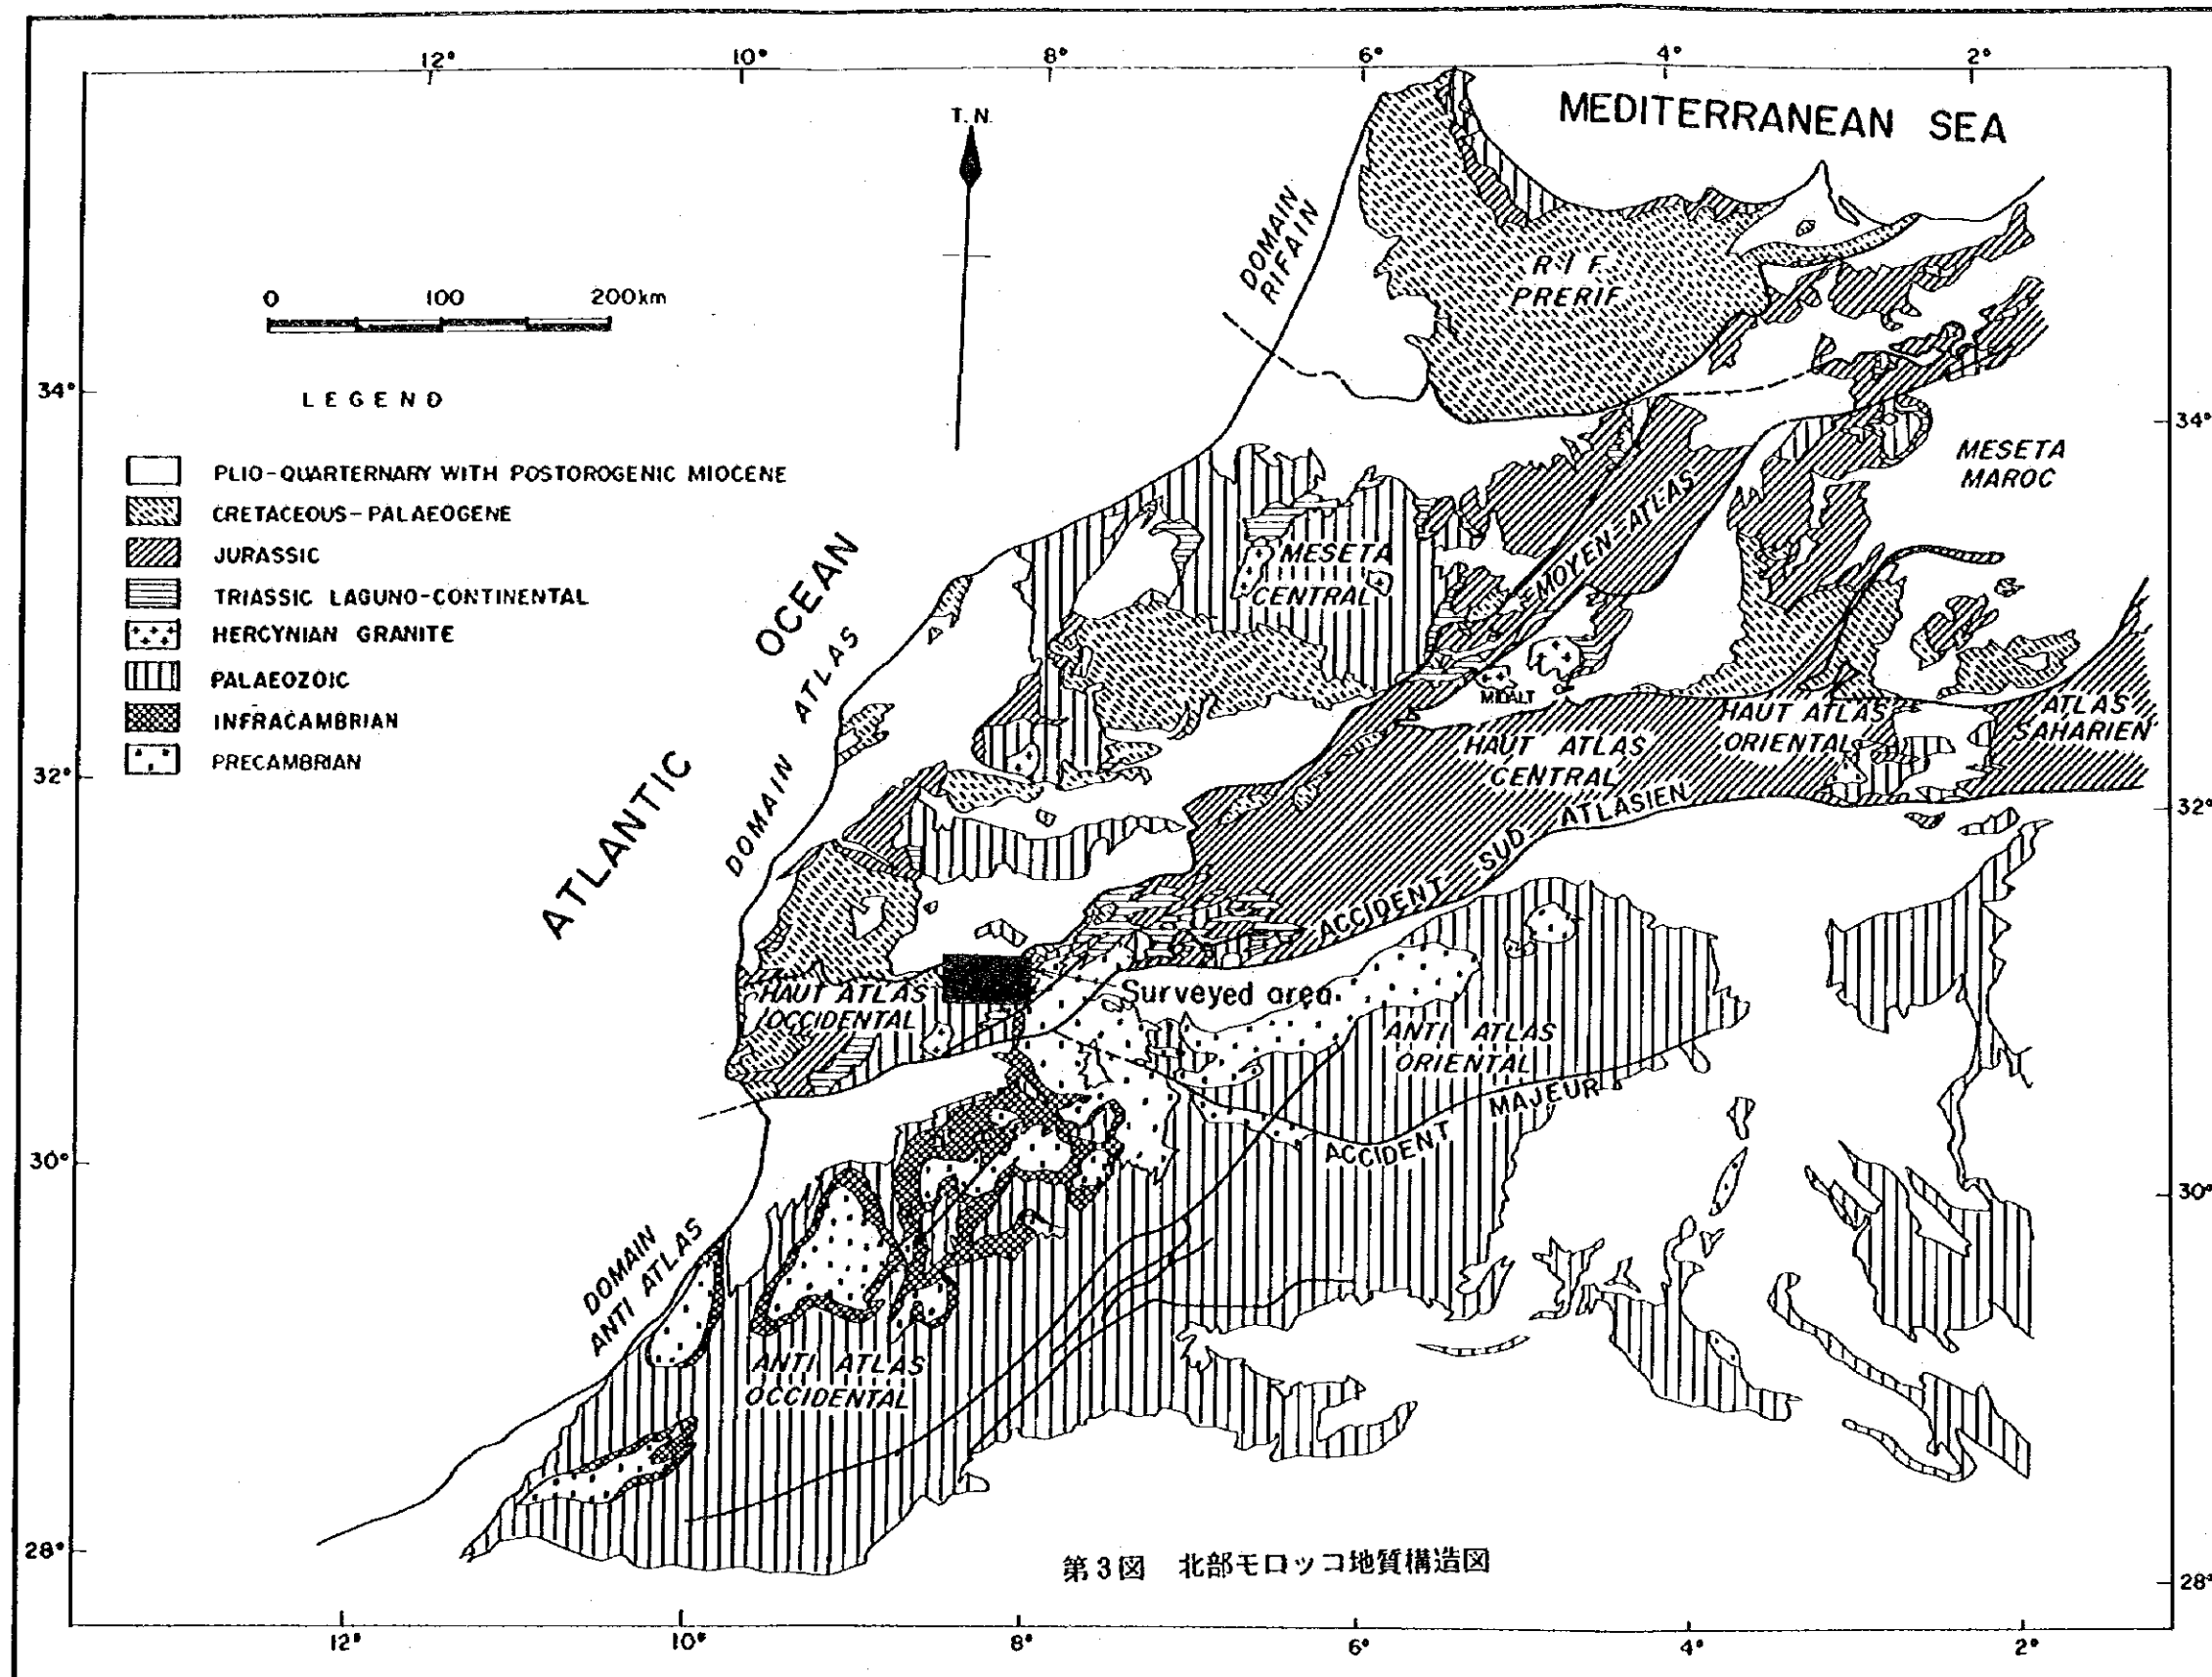 12° 10° 8° 6° 4° 2°
T.N.
MEDITERRANEAN SEA
DOMAIN
RIFAIN
RIF
PRERIF
0 100 200km
34°
34°
LEGEND
PLIO-QUARTERNARY WITH POSTOROGENIC MIOCENE
CRETACEOUS-PALAEOGENE
JURASSIC
TRIASSIC LAGUNO-CONTINENTAL
HERCYNIAN GRANITE
PALAEOZOIC
INFRACAMBRIAN
PRECAMBRIAN
MESETA
MAROC
MOYEN-ATLAS
MESETA
CENTRAL
ATLANTIC OCEAN
DOMAIN ATLAS
MIDALT
HAUT ATLAS
ORIENTAL
ATLAS
SAHARIEN
HAUT ATLAS
CENTRAL
32°
32°
ACCIDENT SUD ATLASIEN
HAUT ATLAS
OCCIDENTAL
Surveyed area
ANTI ATLAS
ORIENTAL
ACCIDENT MAJEUR
30°
30°
DOMAIN
ANTI ATLAS
ANTI ATLAS
OCCIDENTAL
28°
28°
第3図 北部モロッコ地質構造図
12° 10° 8° 6° 4° 2°